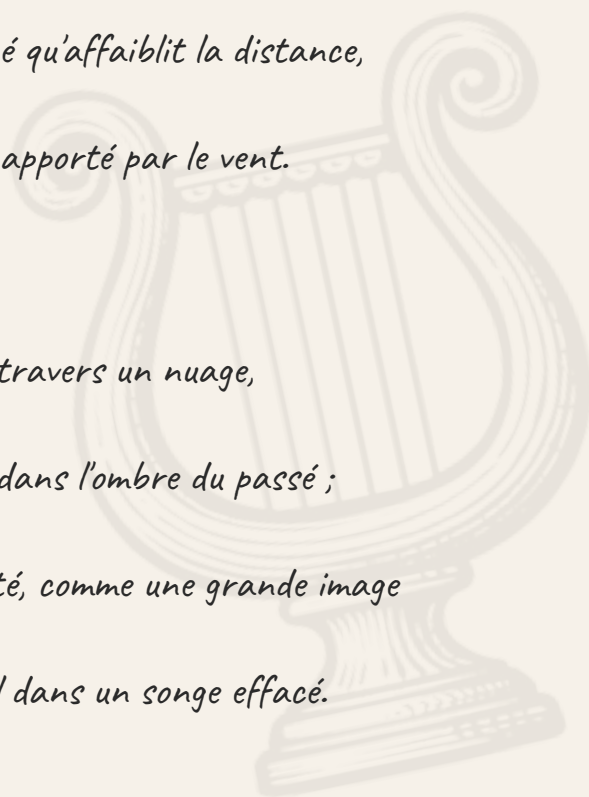 é qu'affaiblit la distance,
apporté par le vent.
travers un nuage,
dans l'ombre du passé ;
té, comme une grande image
dans un songe effacé.